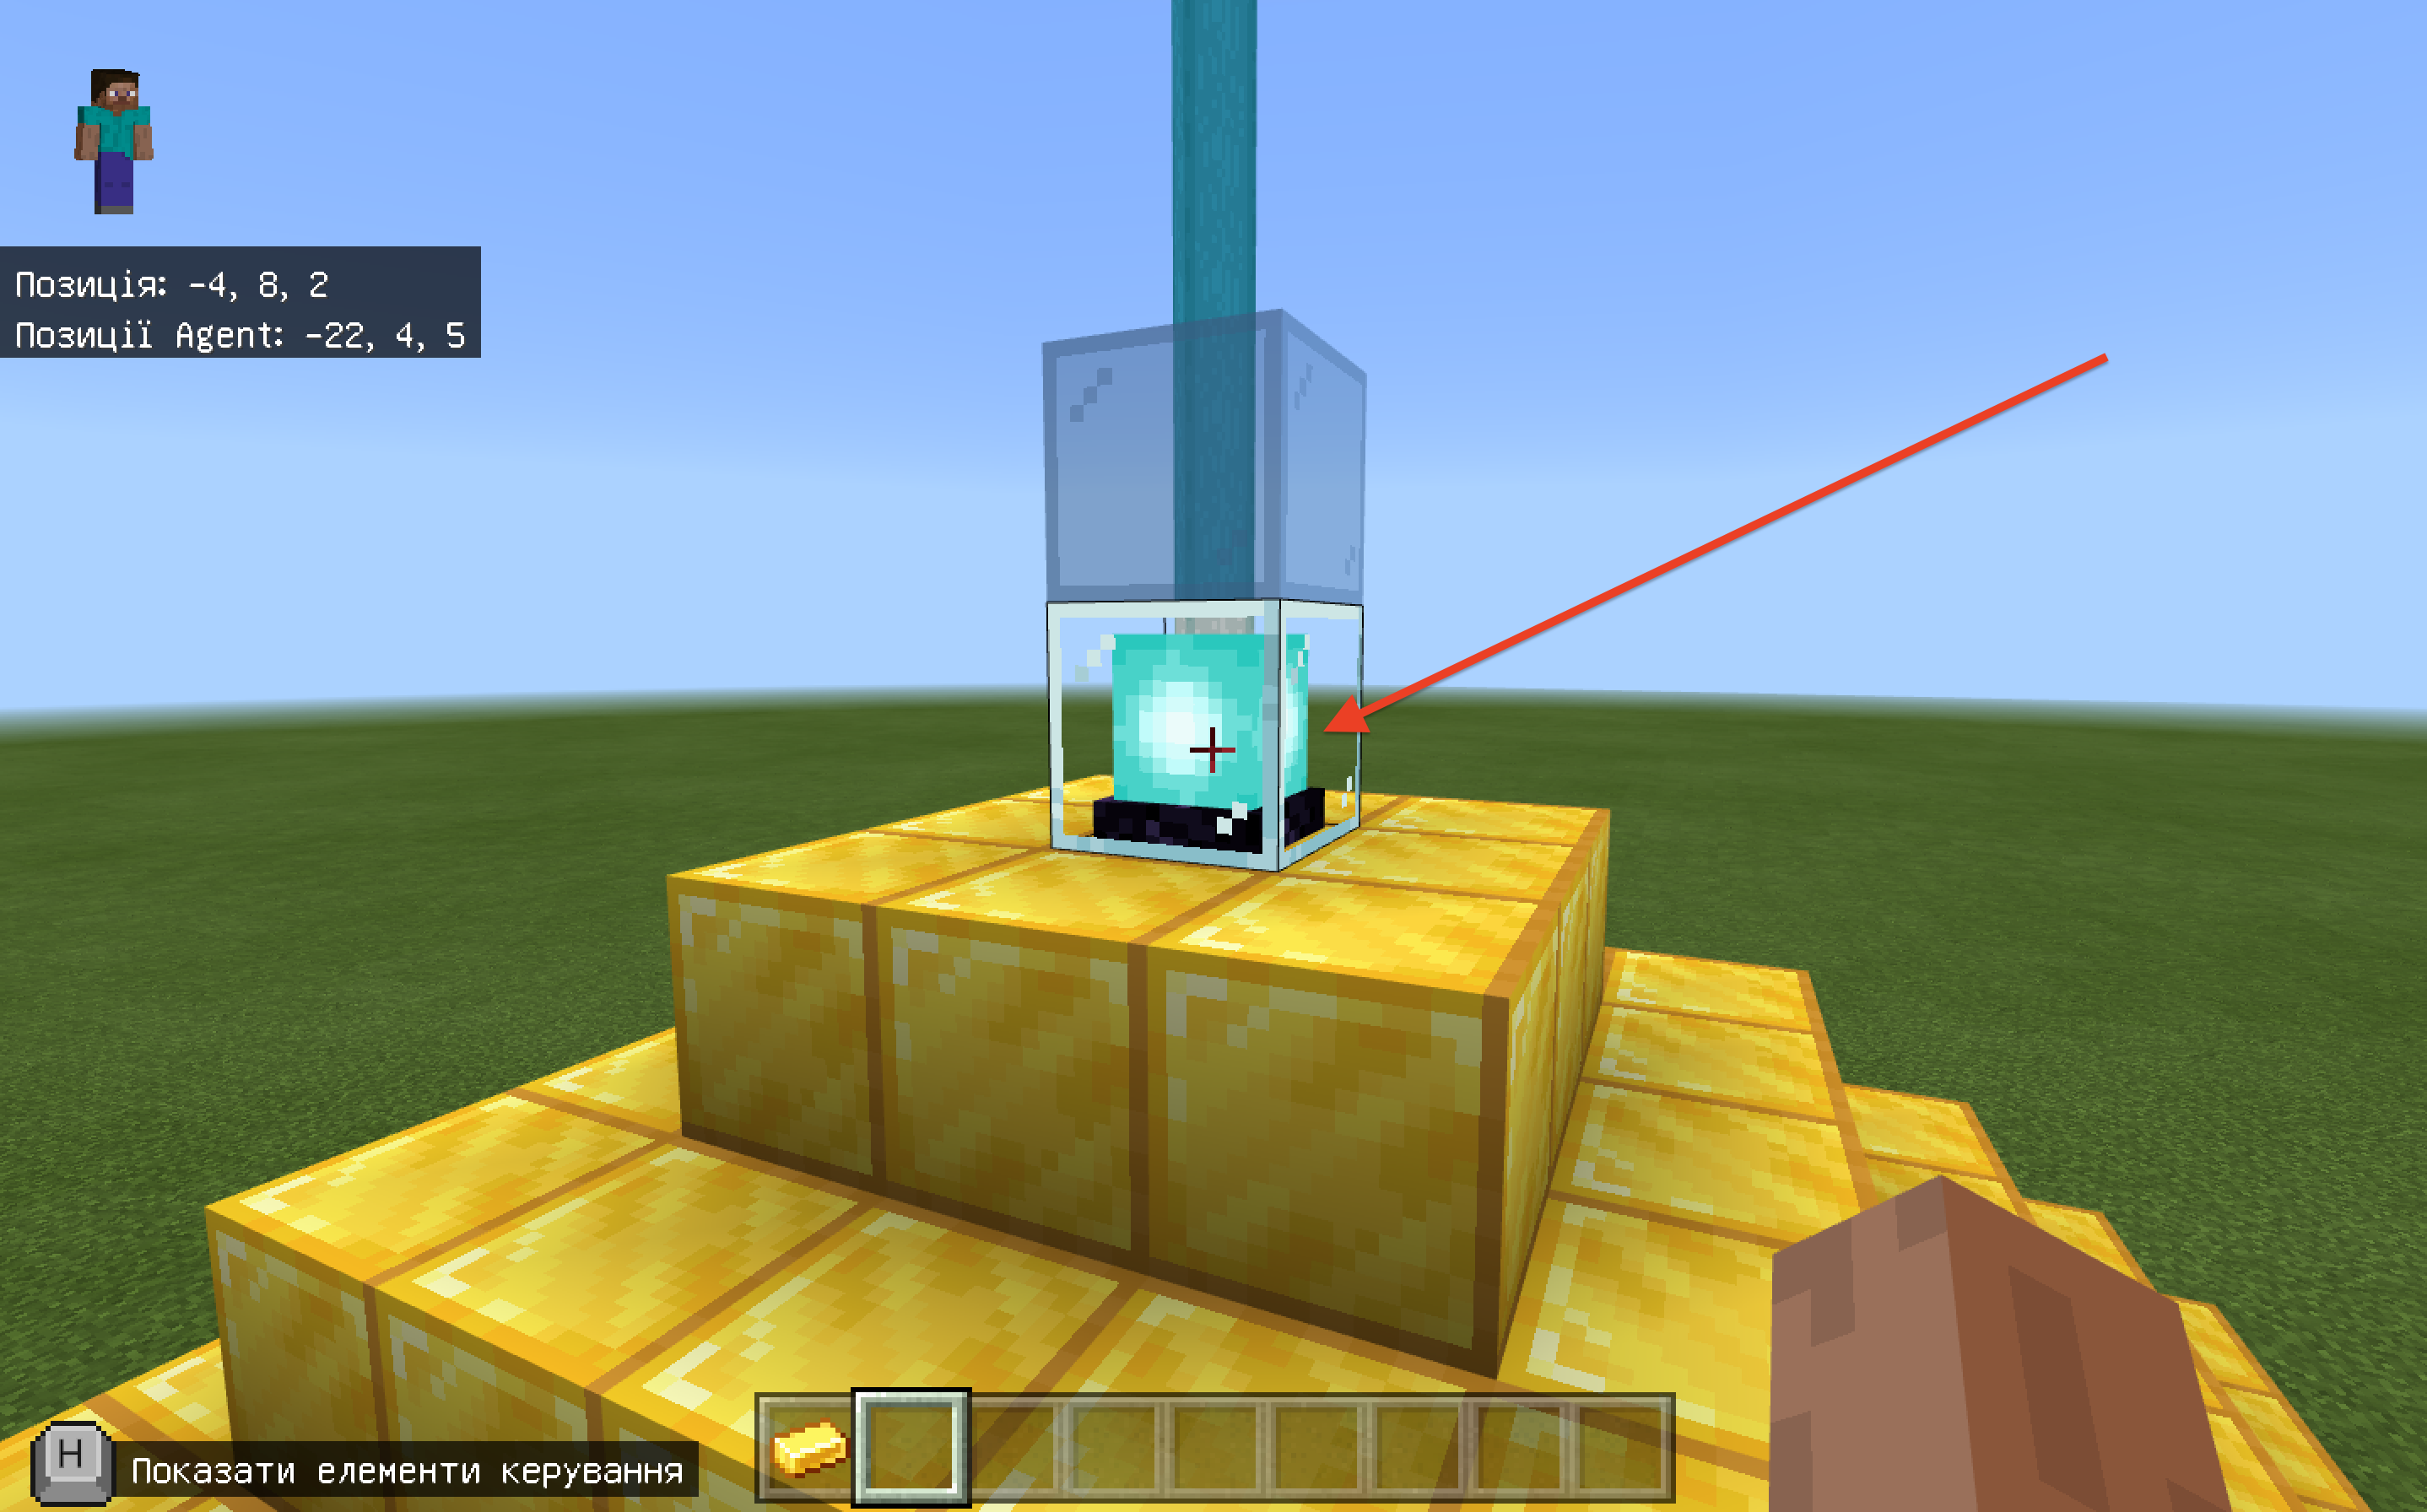 Позиція: -4, 8, 2
Позиції Agent: -22, 4, 5
H
Показати елементи керування